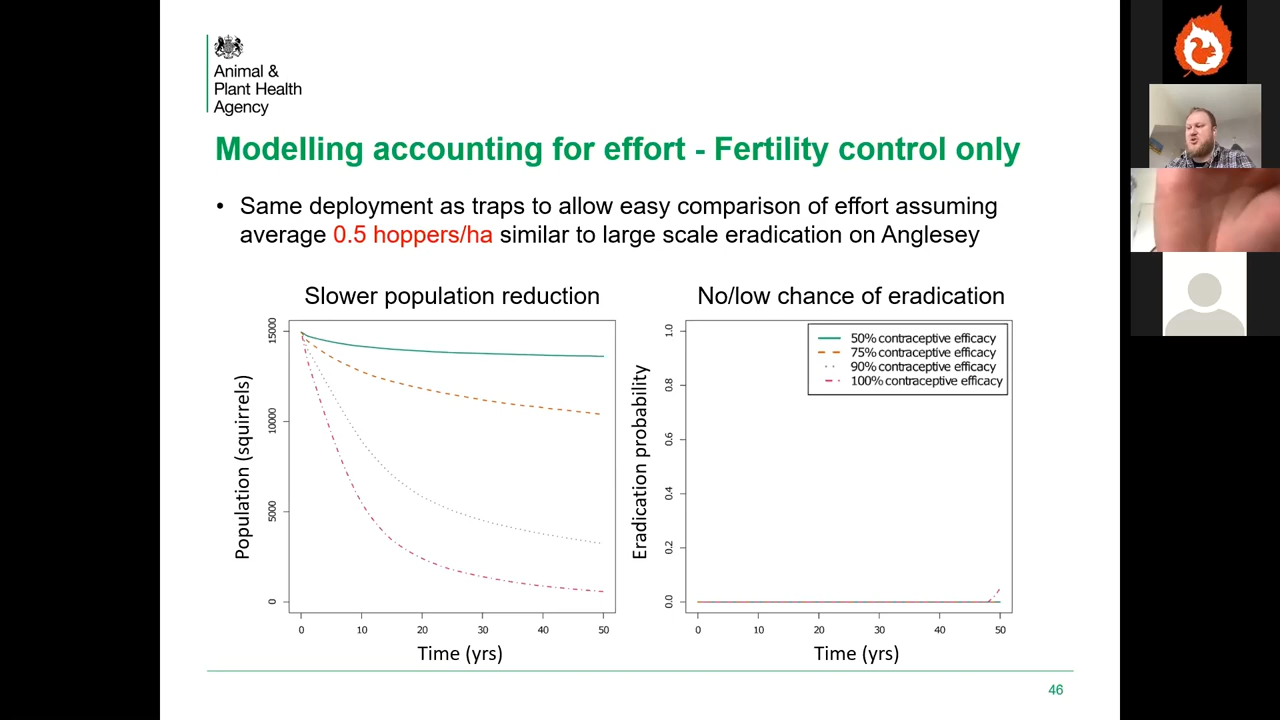 Animal &
Plant Health
Agency
Modelling accounting for effort - Fertility control only
• Same deployment as traps to allow easy comparison of effort assuming
average 0.5 hoppers/ha similar to large scale eradication on Anglesey
Slower population reduction
Population (squirrels)
15000
10000
5000
0
0 10 20 30 40 50
Time (yrs)
No/low chance of eradication
Eradication probability
1.0
0.8
0.6
0.4
0.2
0.0
50% contraceptive efficacy
75% contraceptive efficacy
90% contraceptive efficacy
100% contraceptive efficacy
0 10 20 30 40 50
Time (yrs)
46